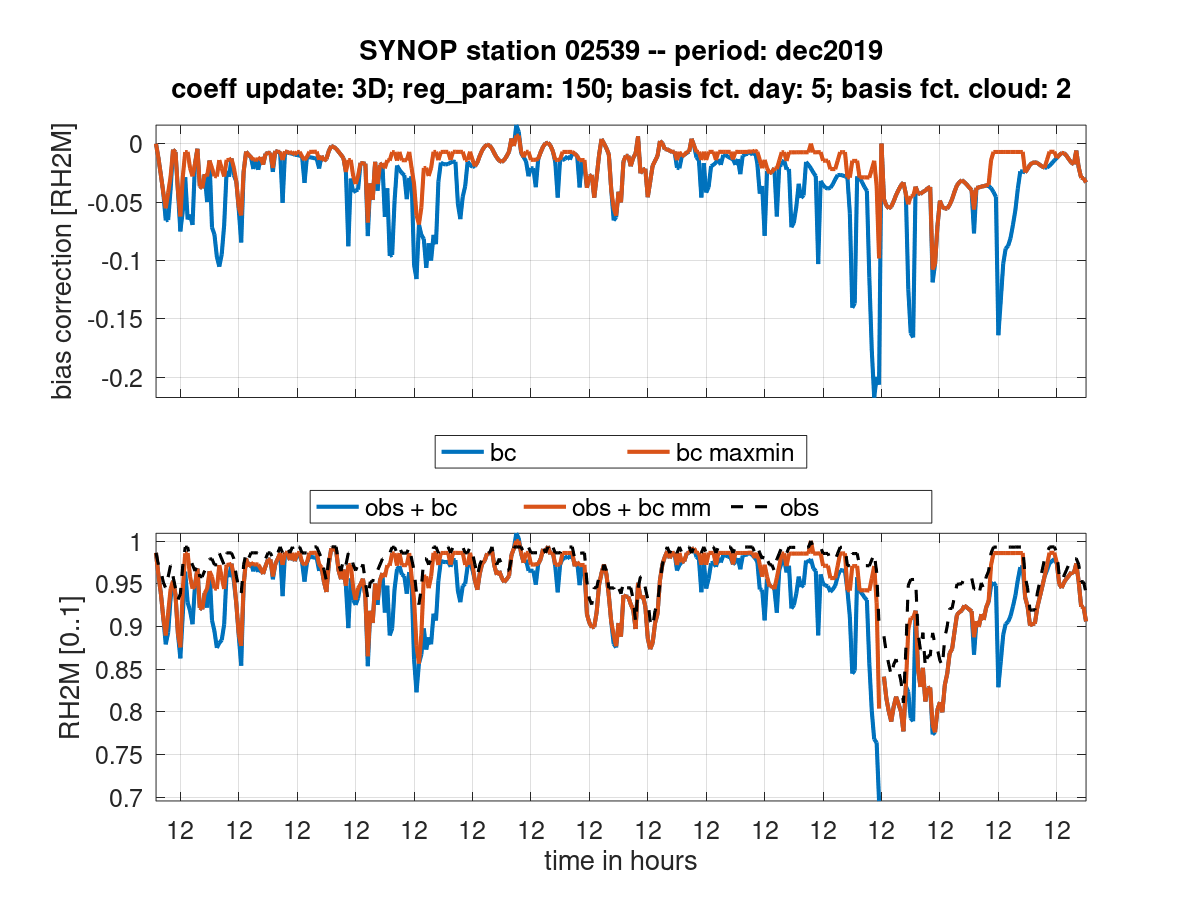 SYNOP station 02539 -- period: dec2019
coeff update: 3D; reg_param: 150; basis fct. day: 5; basis fct. cloud: 2
bias correction [RH2M]
0
-0.05
-0.1
-0.15
-0.2
bc bc maxmin
obs + bc obs + bc mm obs
RH2M [0..1]
1
0.95
0.9
0.85
0.8
0.75
0.7
12 12 12 12 12 12 12 12 12 12 12 12 12 12 12 12
time in hours